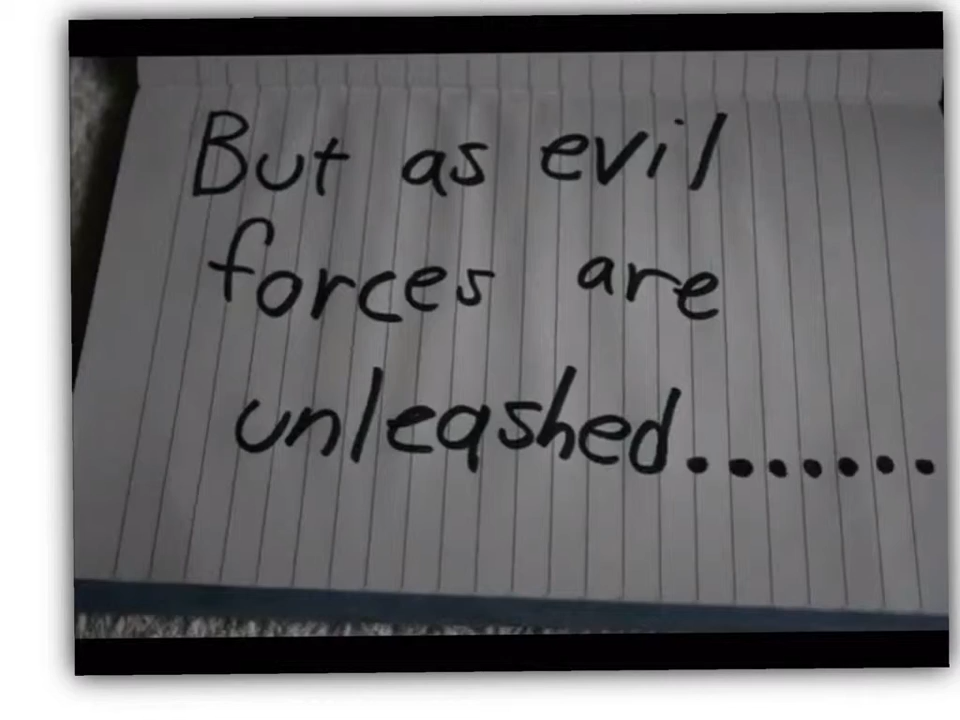 But as evil
forces are
unleashed.......